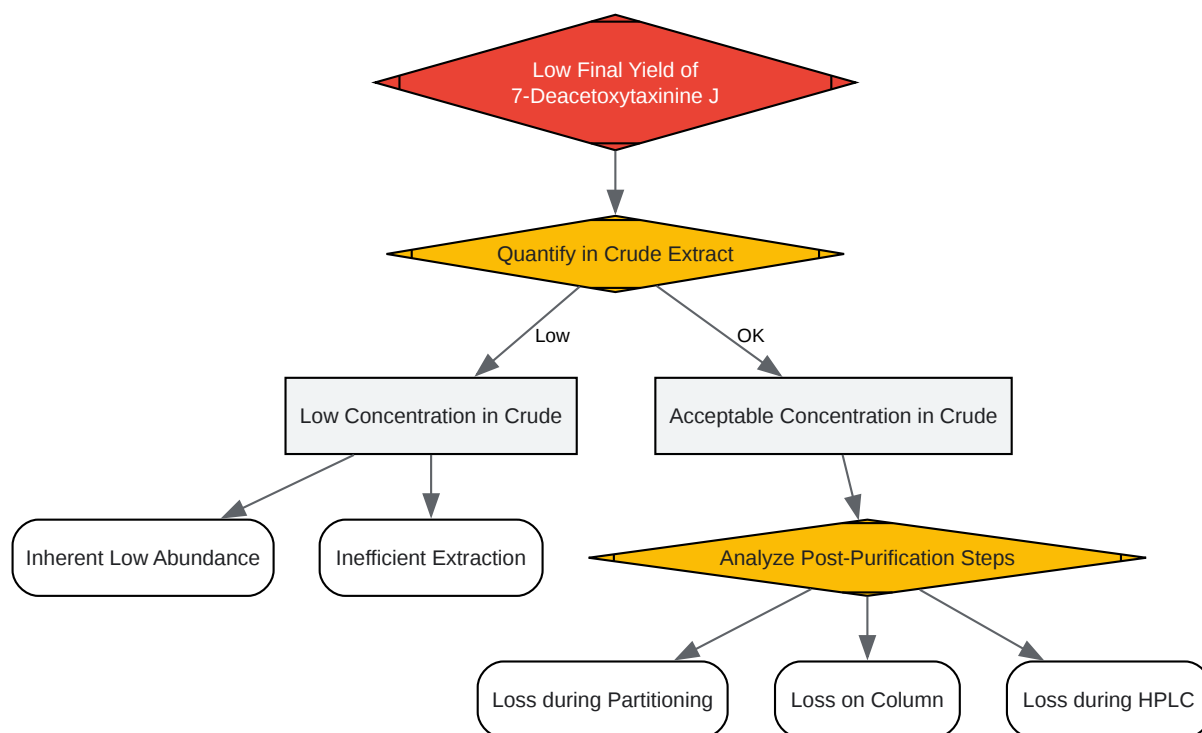 Low Final Yield of
7-Deacetoxytaxinine J
Quantify in Crude Extract
Low
OK
Low Concentration in Crude
Acceptable Concentration in Crude
Inherent Low Abundance
Inefficient Extraction
Analyze Post-Purification Steps
Loss during Partitioning
Loss on Column
Loss during HPLC